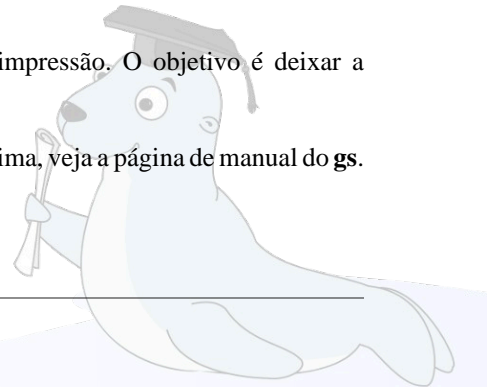 impressão. O objetivo é deixar a
ima, veja a página de manual do gs.